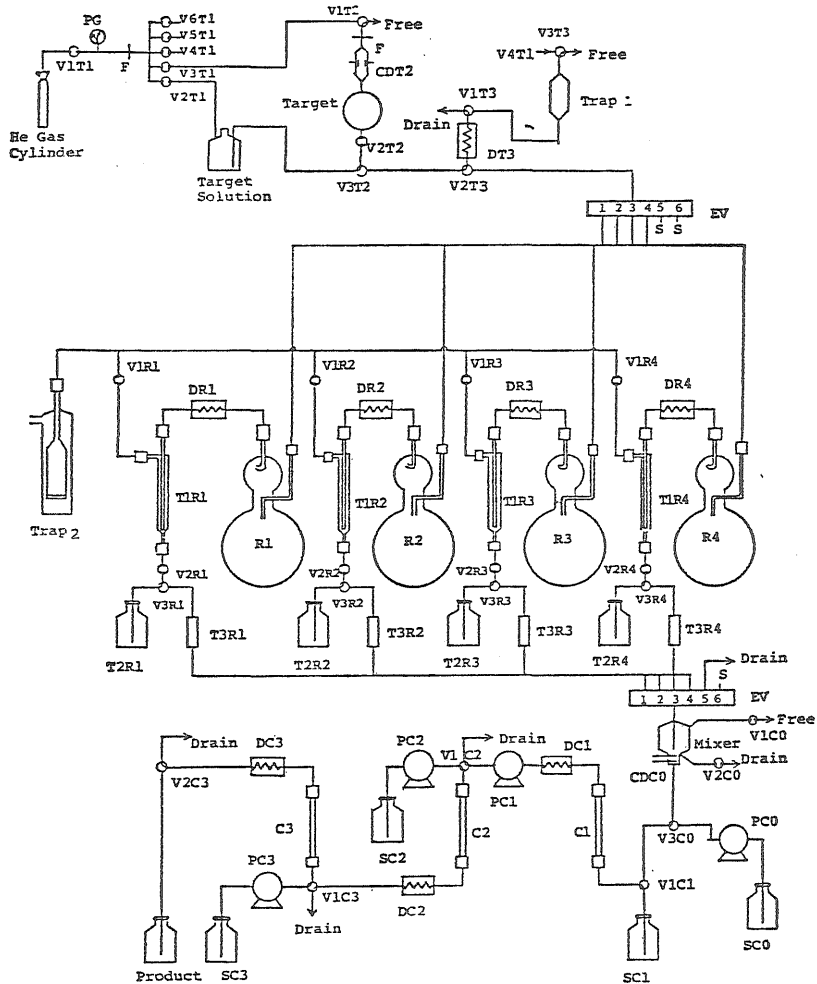 V6T1
V5T1
V4T1
V3T1
V2T1
PG
V1T1
F
He Gas
Cylinder
Target
Solution
V1T2
Free
F
CDT2
Target
V2T2
V3T2
V3T3
V4T1
Free
V1T3
Drain
DT3
V2T3
1 2 3 4 5 6
EV
S S
V1R1
V1R2
V1R3
V1R4
DR1
DR2
DR3
DR4
T1R1
T1R2
T1R3
T1R4
Trap 2
R1
R2
R3
R4
V2R1
V2R2
V2R3
V2R4
V3R1
V3R2
V3R3
V3R4
T2R1
T3R1
T2R2
T3R2
T2R3
T3R3
T2R4
T3R4
Drain
S
1 2 3 4 5 6
EV
Free
V1C0
Mixer
Drain
V2C0
CDC0
V3C0
PC0
SC0
V1C1
SC1
C1
DC1
PC1
Drain
V1C2
PC2
SC2
C2
DC2
Drain
DC3
V2C3
C3
PC3
V1C3
Drain
Product
SC3
Trap